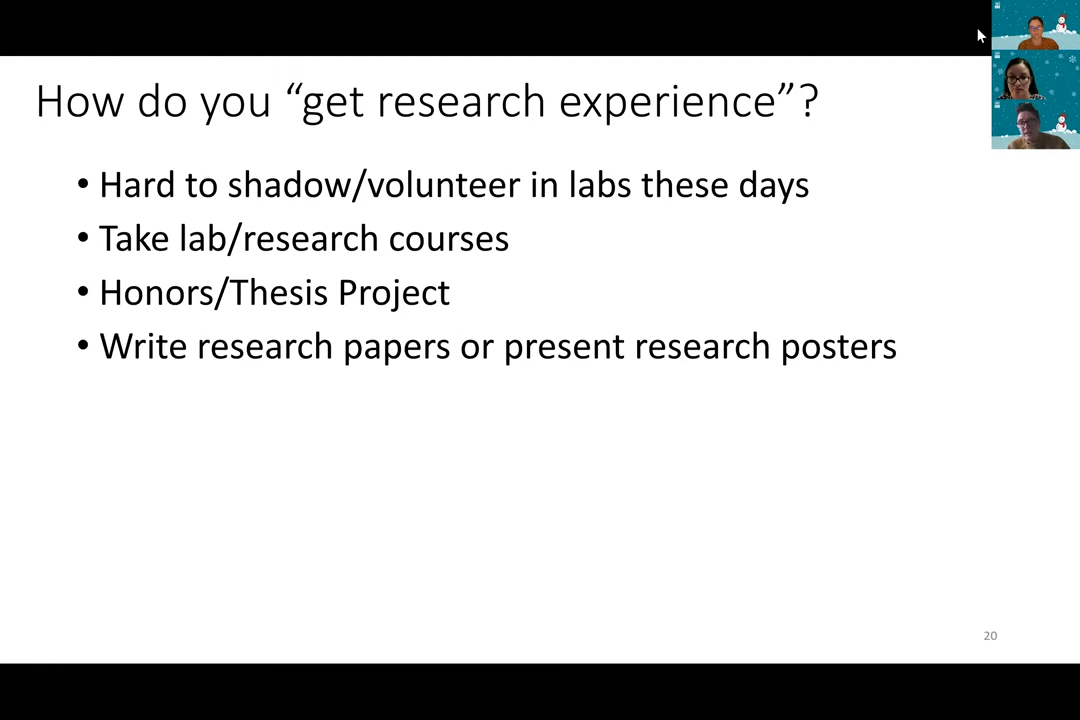 How do you “get research experience”?
• Hard to shadow/volunteer in labs these days
• Take lab/research courses
• Honors/Thesis Project
• Write research papers or present research posters
20